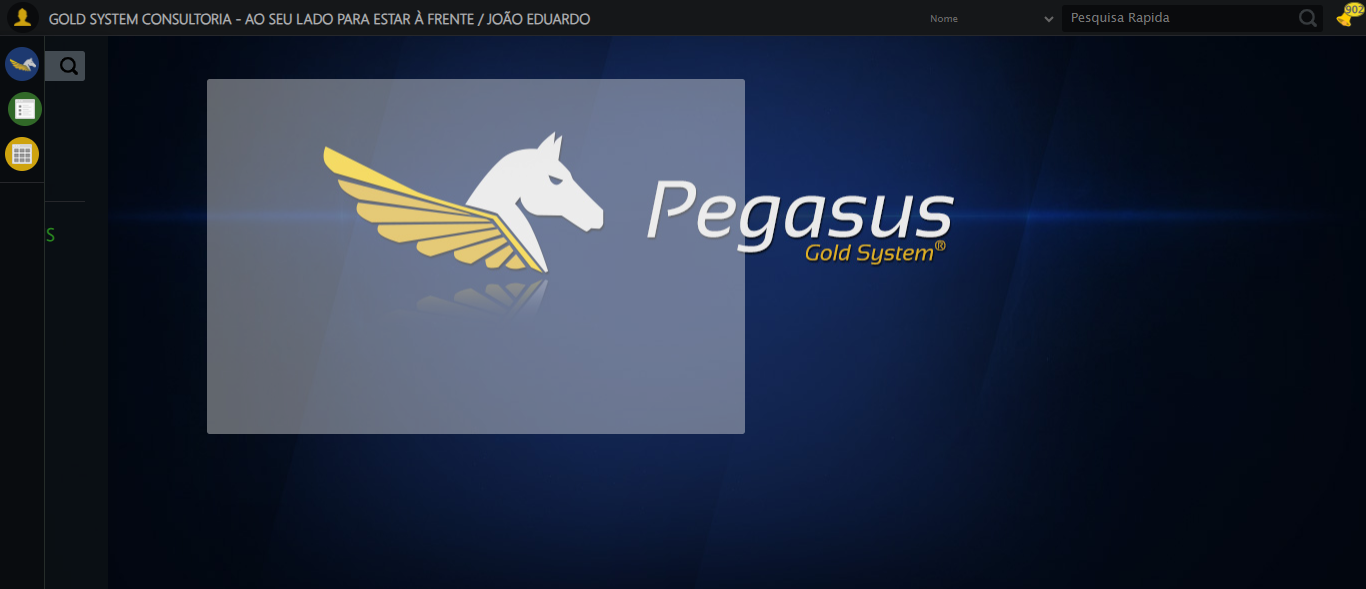 GOLD SYSTEM CONSULTORIA - AO SEU LADO PARA ESTAR À FRENTE / JOÃO EDUARDO
Nome
Pesquisa Rapida
902
S
Pegasus
Gold System®